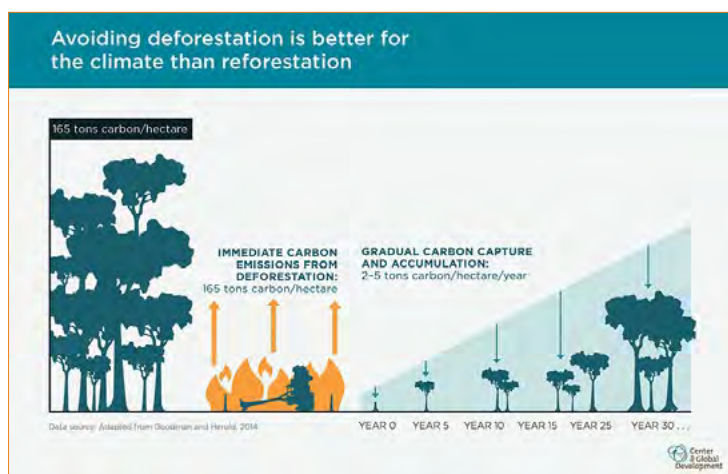 Avoiding deforestation is better for
the climate than reforestation
165 tons carbon/hectare
IMMEDIATE CARBON
EMISSIONS FROM
DEFORESTATION:
165 tons carbon/hectare
GRADUAL CARBON CAPTURE
AND ACCUMULATION:
2–5 tons carbon/hectare/year
Data source: Adapted from Goodman and Herold, 2014
YEAR 0 YEAR 5 YEAR 10 YEAR 15 YEAR 25 YEAR 30 ...
Center
for Global
Development